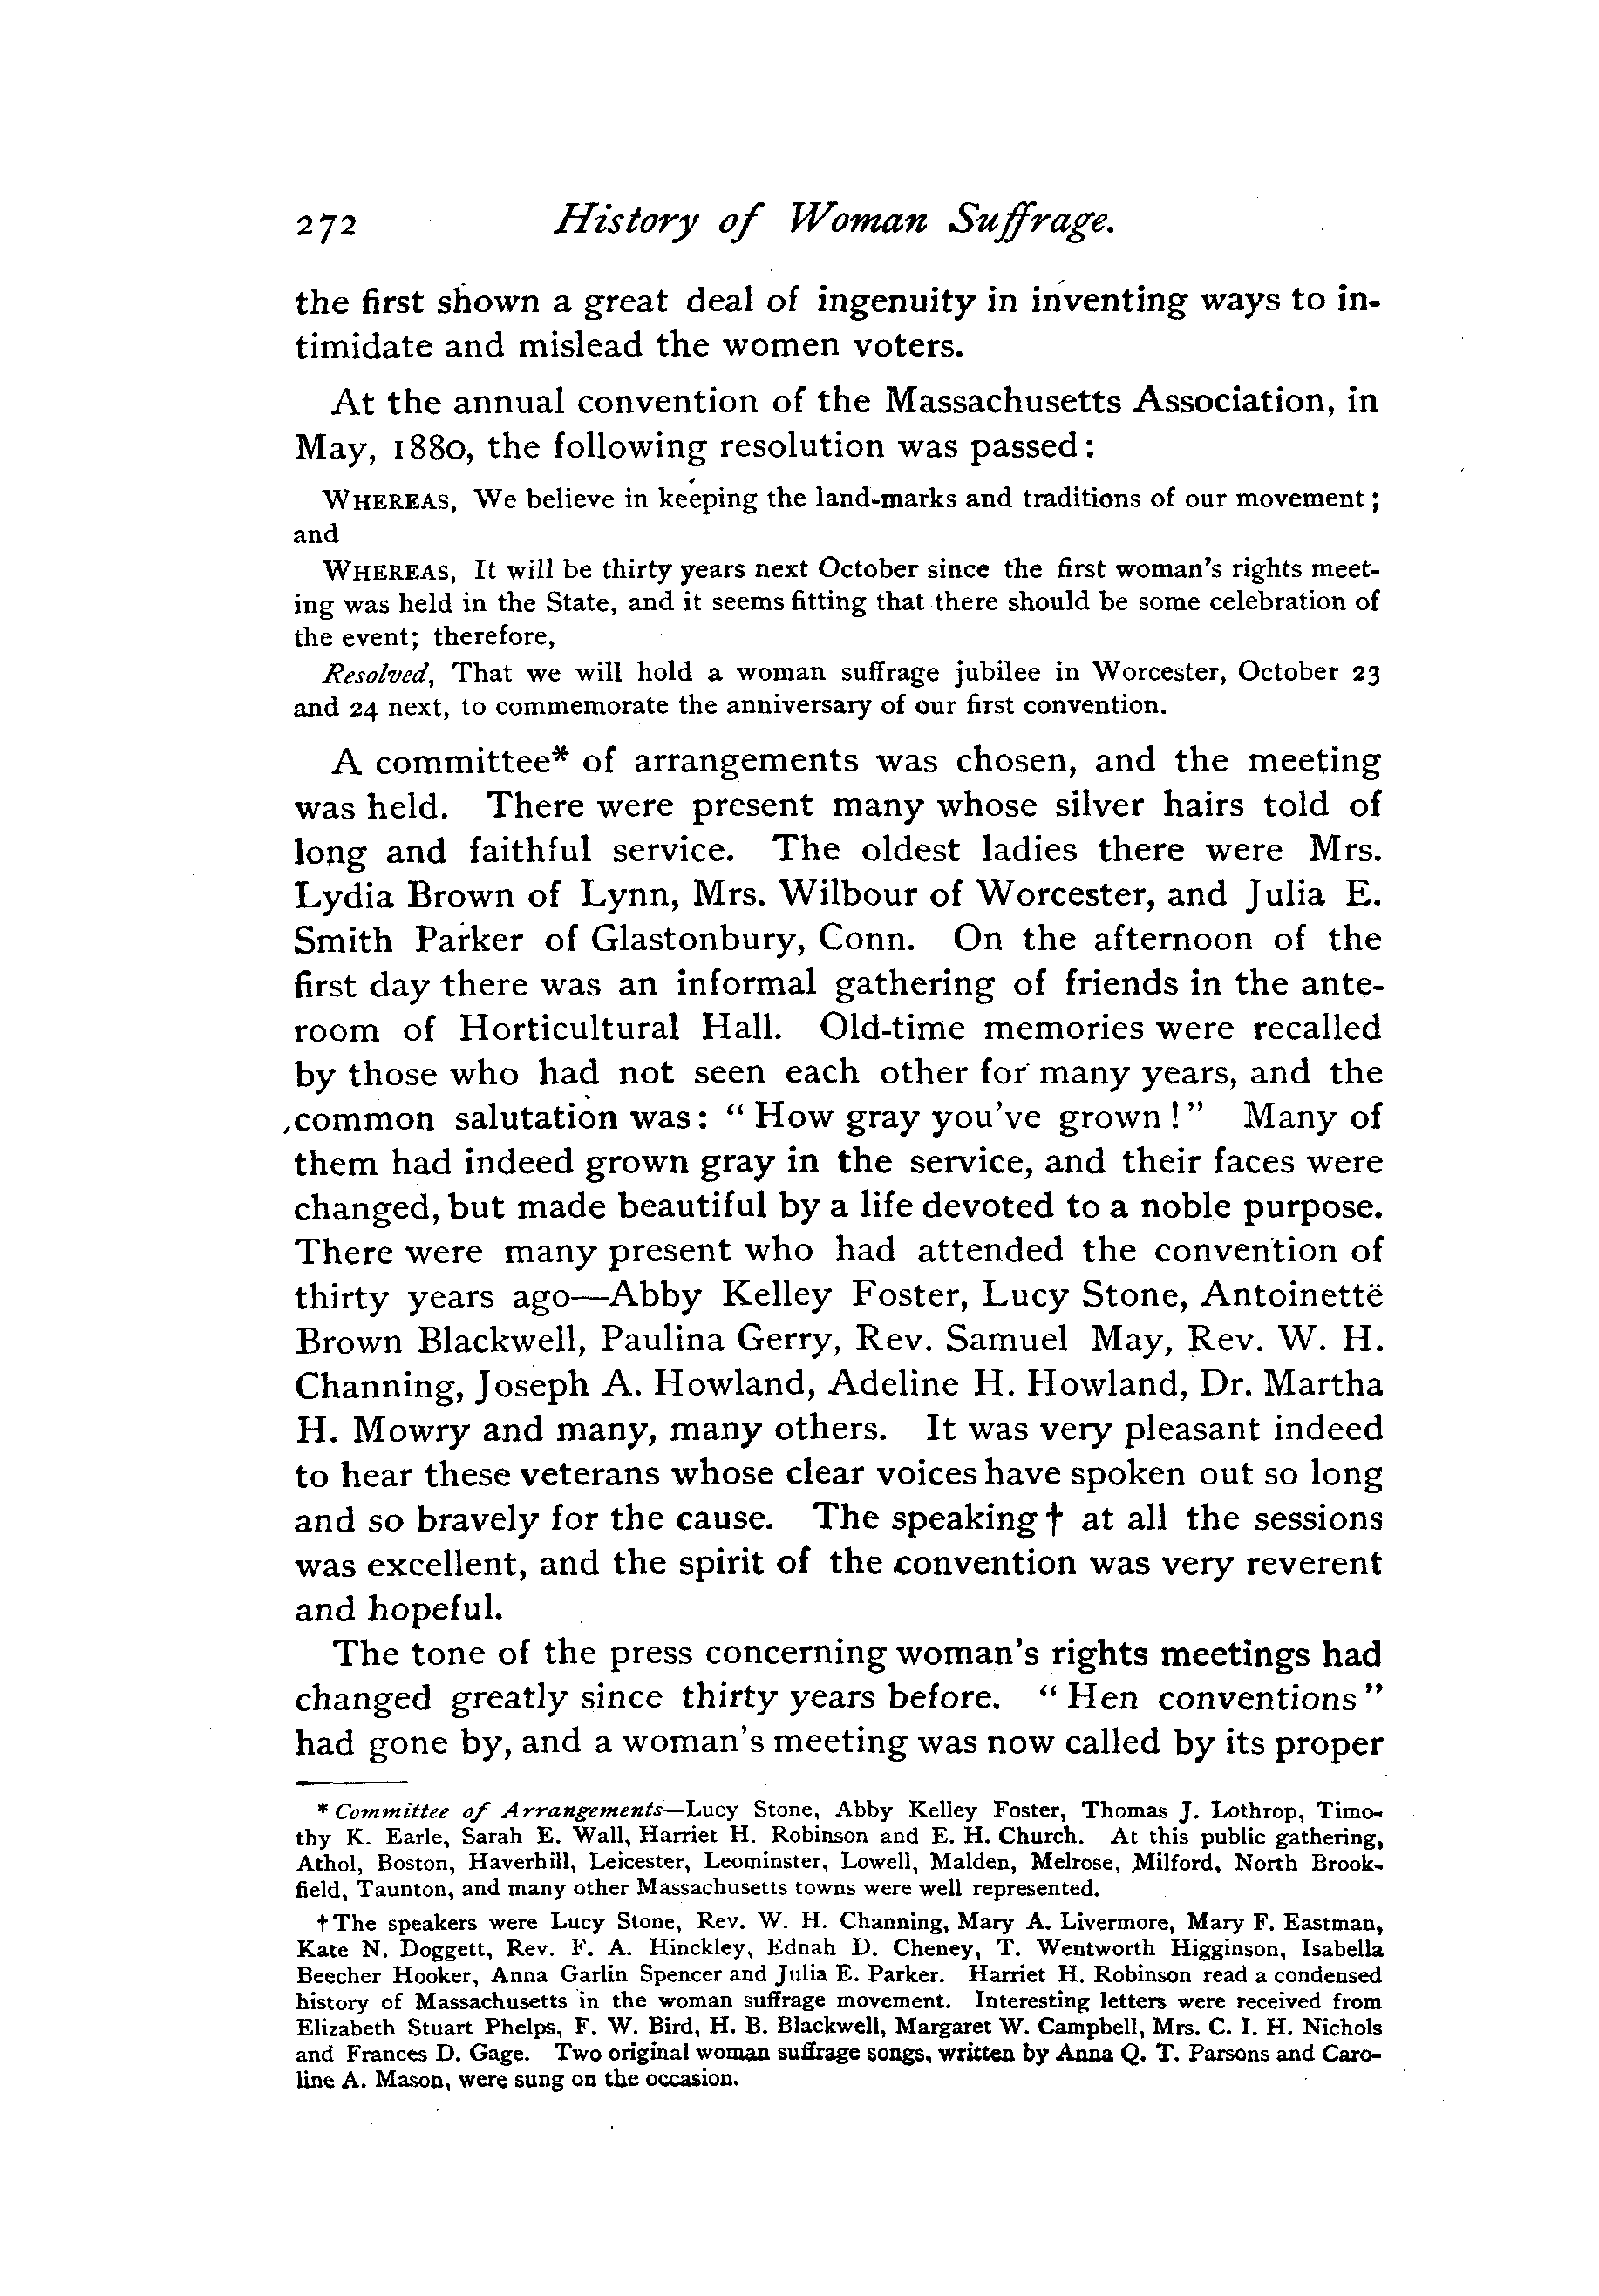 272 History of Woman Suffrage.
the first shown a great deal of ingenuity in inventing ways to in-
timidate and mislead the women voters.
At the annual convention of the Massachusetts Association, in
May, 1880, the following resolution was passed:
WHEREAS, We believe in keeping the land-marks and traditions of our movement;
and
WHEREAS, It will be thirty years next October since the first woman's rights meet-
ing was held in the State, and it seems fitting that there should be some celebration of
the event; therefore,
Resolved, That we will hold a woman suffrage jubilee in Worcester, October 23
and 24 next, to commemorate the anniversary of our first convention.
A committee* of arrangements was chosen, and the meeting
was held. There were present many whose silver hairs told of
long and faithful service. The oldest ladies there were Mrs.
Lydia Brown of Lynn, Mrs. Wilbour of Worcester, and Julia E.
Smith Parker of Glastonbury, Conn. On the afternoon of the
first day there was an informal gathering of friends in the ante-
room of Horticultural Hall. Old-time memories were recalled
by those who had not seen each other for many years, and the
common salutation was: "How gray you've grown!" Many of
them had indeed grown gray in the service, and their faces were
changed, but made beautiful by a life devoted to a noble purpose.
There were many present who had attended the convention of
thirty years ago—Abby Kelley Foster, Lucy Stone, Antoinettë
Brown Blackwell, Paulina Gerry, Rev. Samuel May, Rev. W. H.
Channing, Joseph A. Howland, Adeline H. Howland, Dr. Martha
H. Mowry and many, many others. It was very pleasant indeed
to hear these veterans whose clear voices have spoken out so long
and so bravely for the cause. The speaking† at all the sessions
was excellent, and the spirit of the convention was very reverent
and hopeful.
The tone of the press concerning woman's rights meetings had
changed greatly since thirty years before. "Hen conventions"
had gone by, and a woman's meeting was now called by its proper
* Committee of Arrangements—Lucy Stone, Abby Kelley Foster, Thomas J. Lothrop, Timo-
thy K. Earle, Sarah E. Wall, Harriet H. Robinson and E. H. Church. At this public gathering,
Athol, Boston, Haverhill, Leicester, Leominster, Lowell, Malden, Melrose, Milford, North Brook-
field, Taunton, and many other Massachusetts towns were well represented.
† The speakers were Lucy Stone, Rev. W. H. Channing, Mary A. Livermore, Mary F. Eastman,
Kate N. Doggett, Rev. F. A. Hinckley, Ednah D. Cheney, T. Wentworth Higginson, Isabella
Beecher Hooker, Anna Garlin Spencer and Julia E. Parker. Harriet H. Robinson read a condensed
history of Massachusetts in the woman suffrage movement. Interesting letters were received from
Elizabeth Stuart Phelps, F. W. Bird, H. B. Blackwell, Margaret W. Campbell, Mrs. C. I. H. Nichols
and Frances D. Gage. Two original woman suffrage songs, written by Anna Q. T. Parsons and Caro-
line A. Mason, were sung on the occasion.